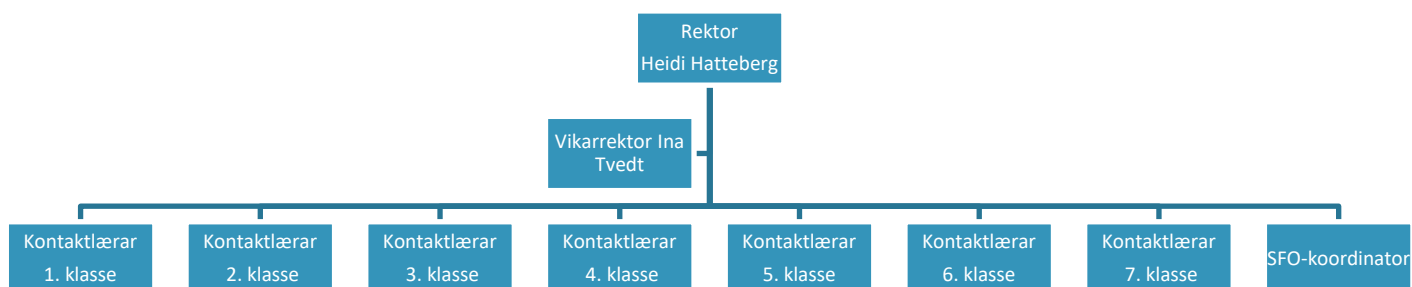 Rektor
Heidi Hatteberg
Vikarrektor Ina
Tvedt
Kontaktlærar
1. klasse
Kontaktlærar
2. klasse
Kontaktlærar
3. klasse
Kontaktlærar
4. klasse
Kontaktlærar
5. klasse
Kontaktlærar
6. klasse
Kontaktlærar
7. klasse
SFO-koordinator